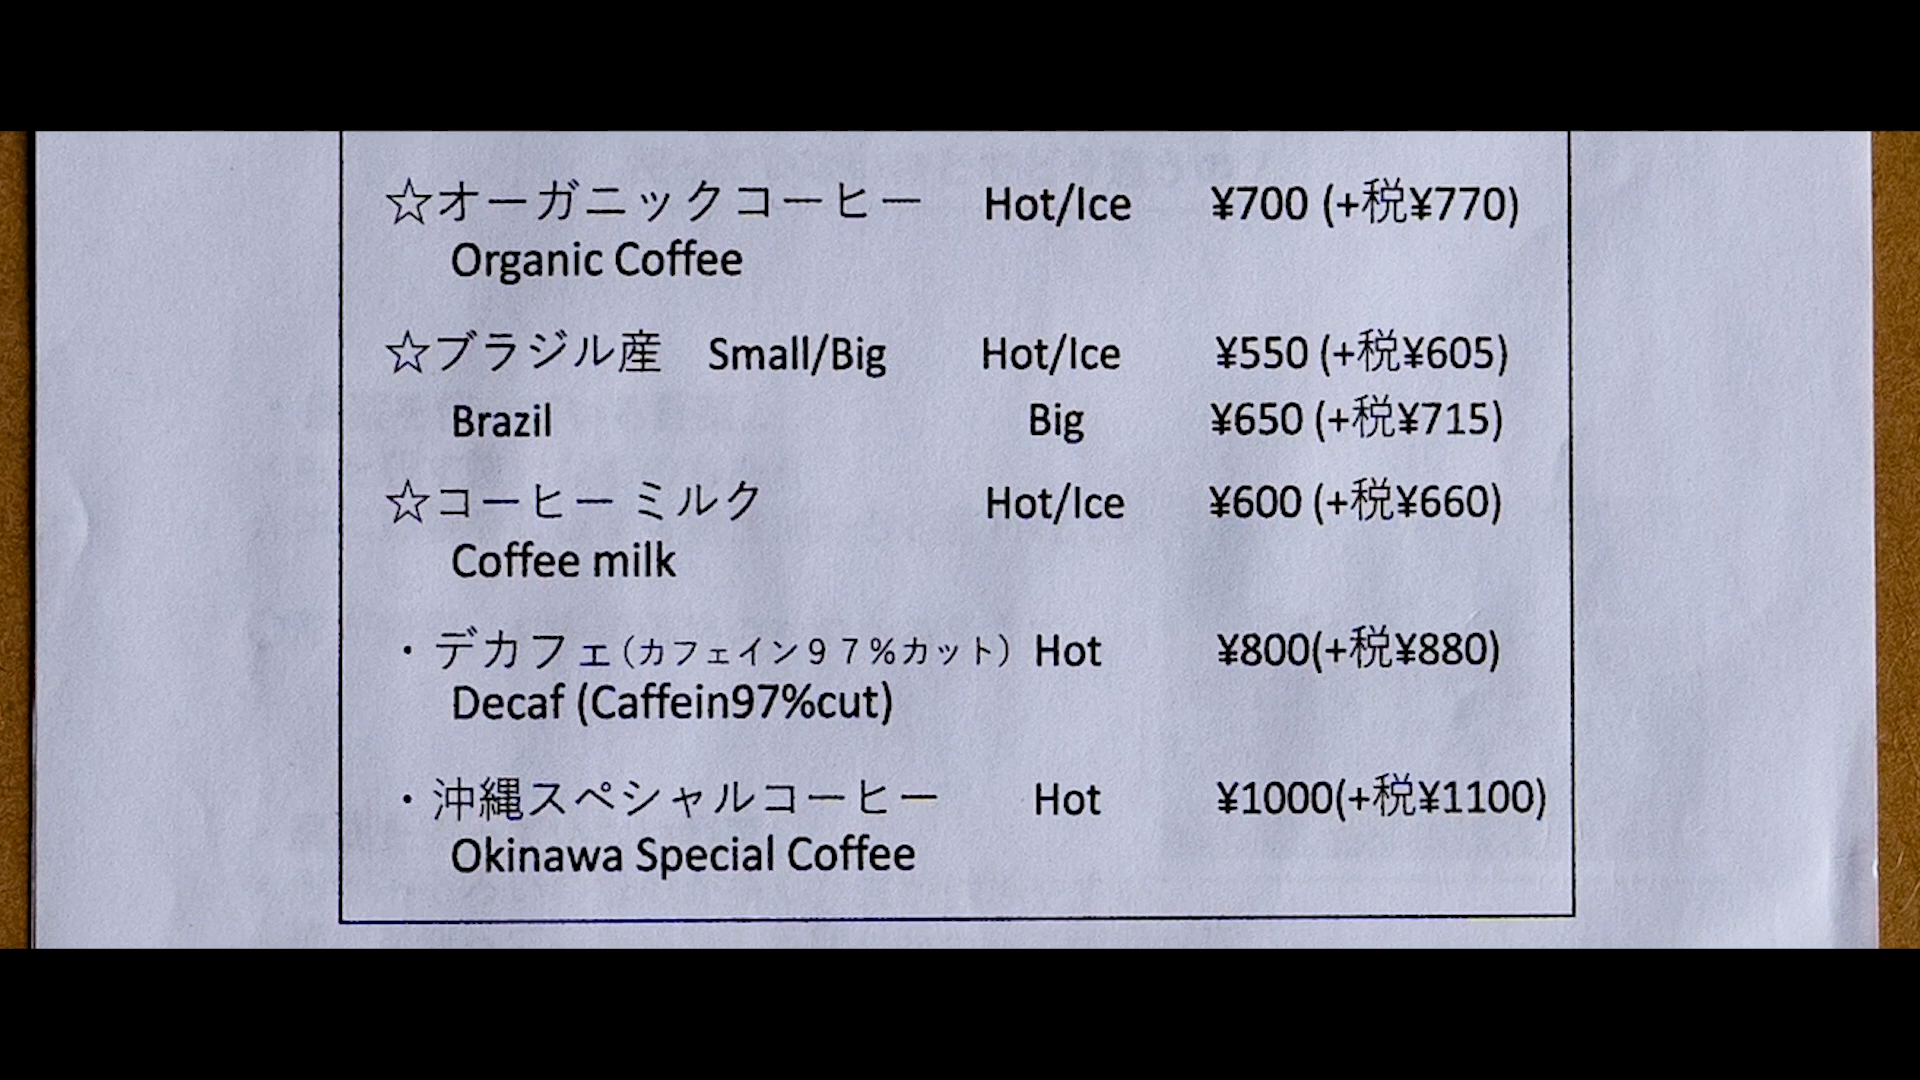 ☆オーガニックコーヒー Hot/Ice ¥700 (+税¥770)
Organic Coffee
☆ブラジル産 Small/Big Hot/Ice ¥550 (+税¥605)
Brazil Big ¥650 (+税¥715)
☆コーヒー ミルク Hot/Ice ¥600 (+税¥660)
Coffee milk
・デカフェ（カフェイン９７％カット） Hot ¥800(+税¥880)
Decaf (Caffein97%cut)
・沖縄スペシャルコーヒー Hot ¥1000(+税¥1100)
Okinawa Special Coffee